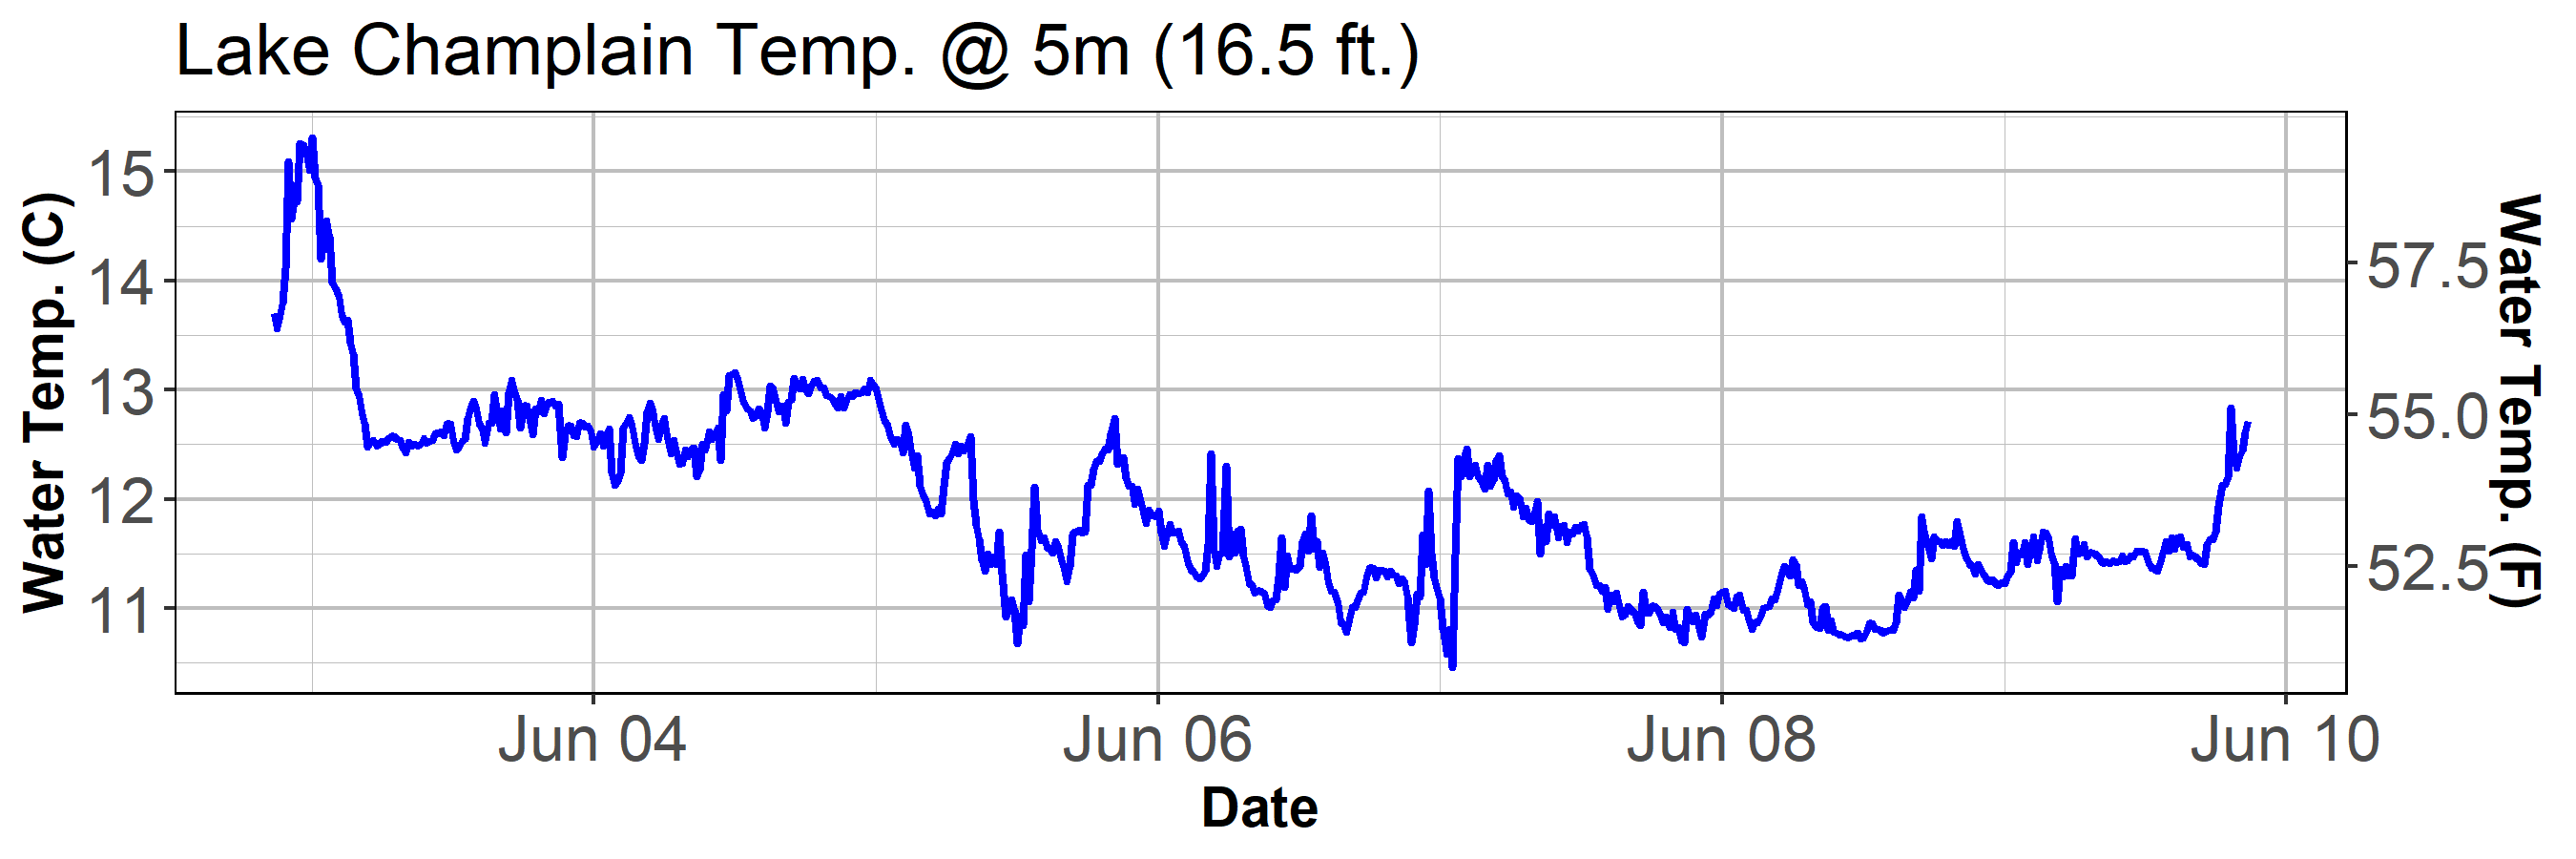 Lake Champlain Temp. @ 5m (16.5 ft.)
Water Temp. (C)
15
14
13
12
11
57.5
55.0
52.5
Water Temp. (F)
Jun 04 Jun 06 Jun 08 Jun 10
Date